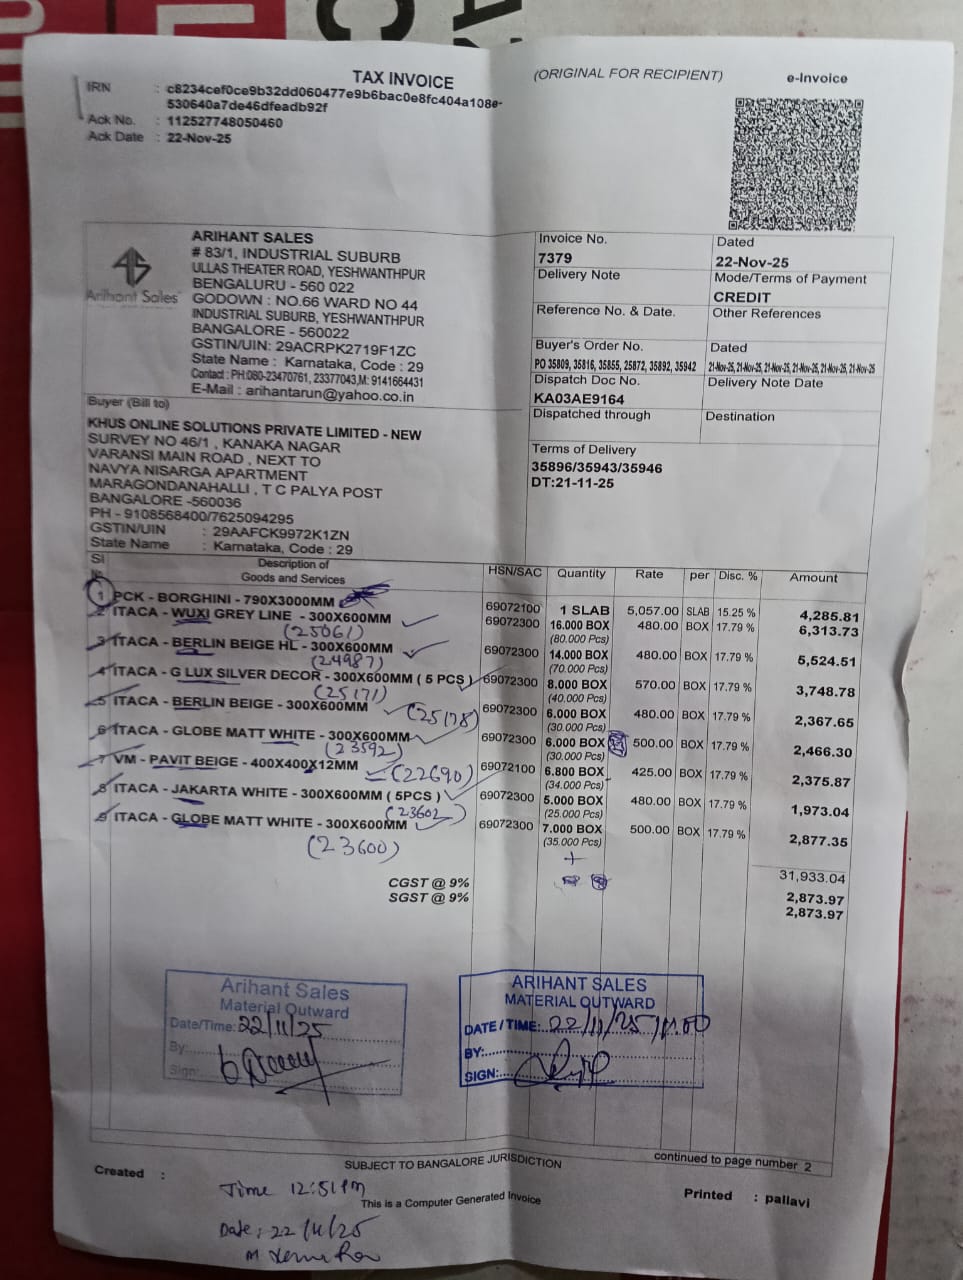 TAX INVOICE
(ORIGINAL FOR RECIPIENT)
e-Invoice
IRN : c8234cef0ce9b32dd060477e9b6bac0e8fc404a108e-
530640a7de46dfeadb92f
Ack No. : 112527748050460
Ack Date : 22-Nov-25
Arihant Sales
ARIHANT SALES
# 83/1, INDUSTRIAL SUBURB
ULLAS THEATER ROAD, YESHWANTHPUR
BENGALURU - 560 022
GODOWN : NO.66 WARD NO 44
INDUSTRIAL SUBURB, YESHWANTHPUR
BANGALORE - 560022
GSTIN/UIN: 29ACRPK2719F1ZC
State Name : Karnataka, Code : 29
Contact : PH:080-23470761, 23377043,M: 9141664431
E-Mail : arihantarun@yahoo.co.in
Invoice No.
7379
Dated
22-Nov-25
Delivery Note
Mode/Terms of Payment
CREDIT
Reference No. & Date.
Other References
Buyer's Order No.
PO 35809, 35816, 35855, 25872, 35892, 35942
Dated
21-Nov-25, 21-Nov-25, 21-Nov-25, 21-Nov-25, 21-Nov-25, 21-Nov-25
Dispatch Doc No.
KA03AE9164
Delivery Note Date
Dispatched through
Destination
Terms of Delivery
35896/35943/35946
DT:21-11-25
Buyer (Bill to)
KHUS ONLINE SOLUTIONS PRIVATE LIMITED - NEW
SURVEY NO 46/1 , KANAKA NAGAR
VARANSI MAIN ROAD , NEXT TO
NAVYA NISARGA APARTMENT
MARAGONDANAHALLI , T C PALYA POST
BANGALORE -560036
PH - 9108568400/7625094295
GSTIN/UIN : 29AAFCK9972K1ZN
State Name : Karnataka, Code : 29
Sl No. Description of Goods and Services HSN/SAC Quantity Rate per Disc. % Amount
1 PCK - BORGHINI - 790X3000MM 69072100 1 SLAB 5,057.00 SLAB 15.25 % 4,285.81
2 ITACA - WUXI GREY LINE - 300X600MM 69072300 16.000 BOX 480.00 BOX 17.79 % 6,313.73
(25061) (80.000 Pcs)
3 ITACA - BERLIN BEIGE HL - 300X600MM 69072300 14.000 BOX 480.00 BOX 17.79 % 5,524.51
(24987) (70.000 Pcs)
4 ITACA - G LUX SILVER DECOR - 300X600MM ( 5 PCS ) 69072300 8.000 BOX 570.00 BOX 17.79 % 3,748.78
(25171) (40.000 Pcs)
5 ITACA - BERLIN BEIGE - 300X600MM 69072300 6.000 BOX 480.00 BOX 17.79 % 2,367.65
(25178) (30.000 Pcs)
6 ITACA - GLOBE MATT WHITE - 300X600MM 69072300 6.000 BOX 500.00 BOX 17.79 % 2,466.30
(23592) (30.000 Pcs)
7 VM - PAVIT BEIGE - 400X400X12MM 69072100 6.800 BOX 425.00 BOX 17.79 % 2,375.87
(22690) (34.000 Pcs)
8 ITACA - JAKARTA WHITE - 300X600MM ( 5PCS ) 69072300 5.000 BOX 480.00 BOX 17.79 % 1,973.04
(23602) (25.000 Pcs)
9 ITACA - GLOBE MATT WHITE - 300X600MM 69072300 7.000 BOX 500.00 BOX 17.79 % 2,877.35
(23600) (35.000 Pcs)
+
31,933.04
CGST @ 9% 2,873.97
SGST @ 9% 2,873.97
Arihant Sales
Material Outward
Date/Time: 22/11/25
By:
Sign:
ARIHANT SALES
MATERIAL OUTWARD
DATE / TIME: 22/11/25
BY:
SIGN:
continued to page number 2
SUBJECT TO BANGALORE JURISDICTION
Created :
This is a Computer Generated Invoice
Printed : pallavi
Time 12:51 PM
Date: 22/11/25